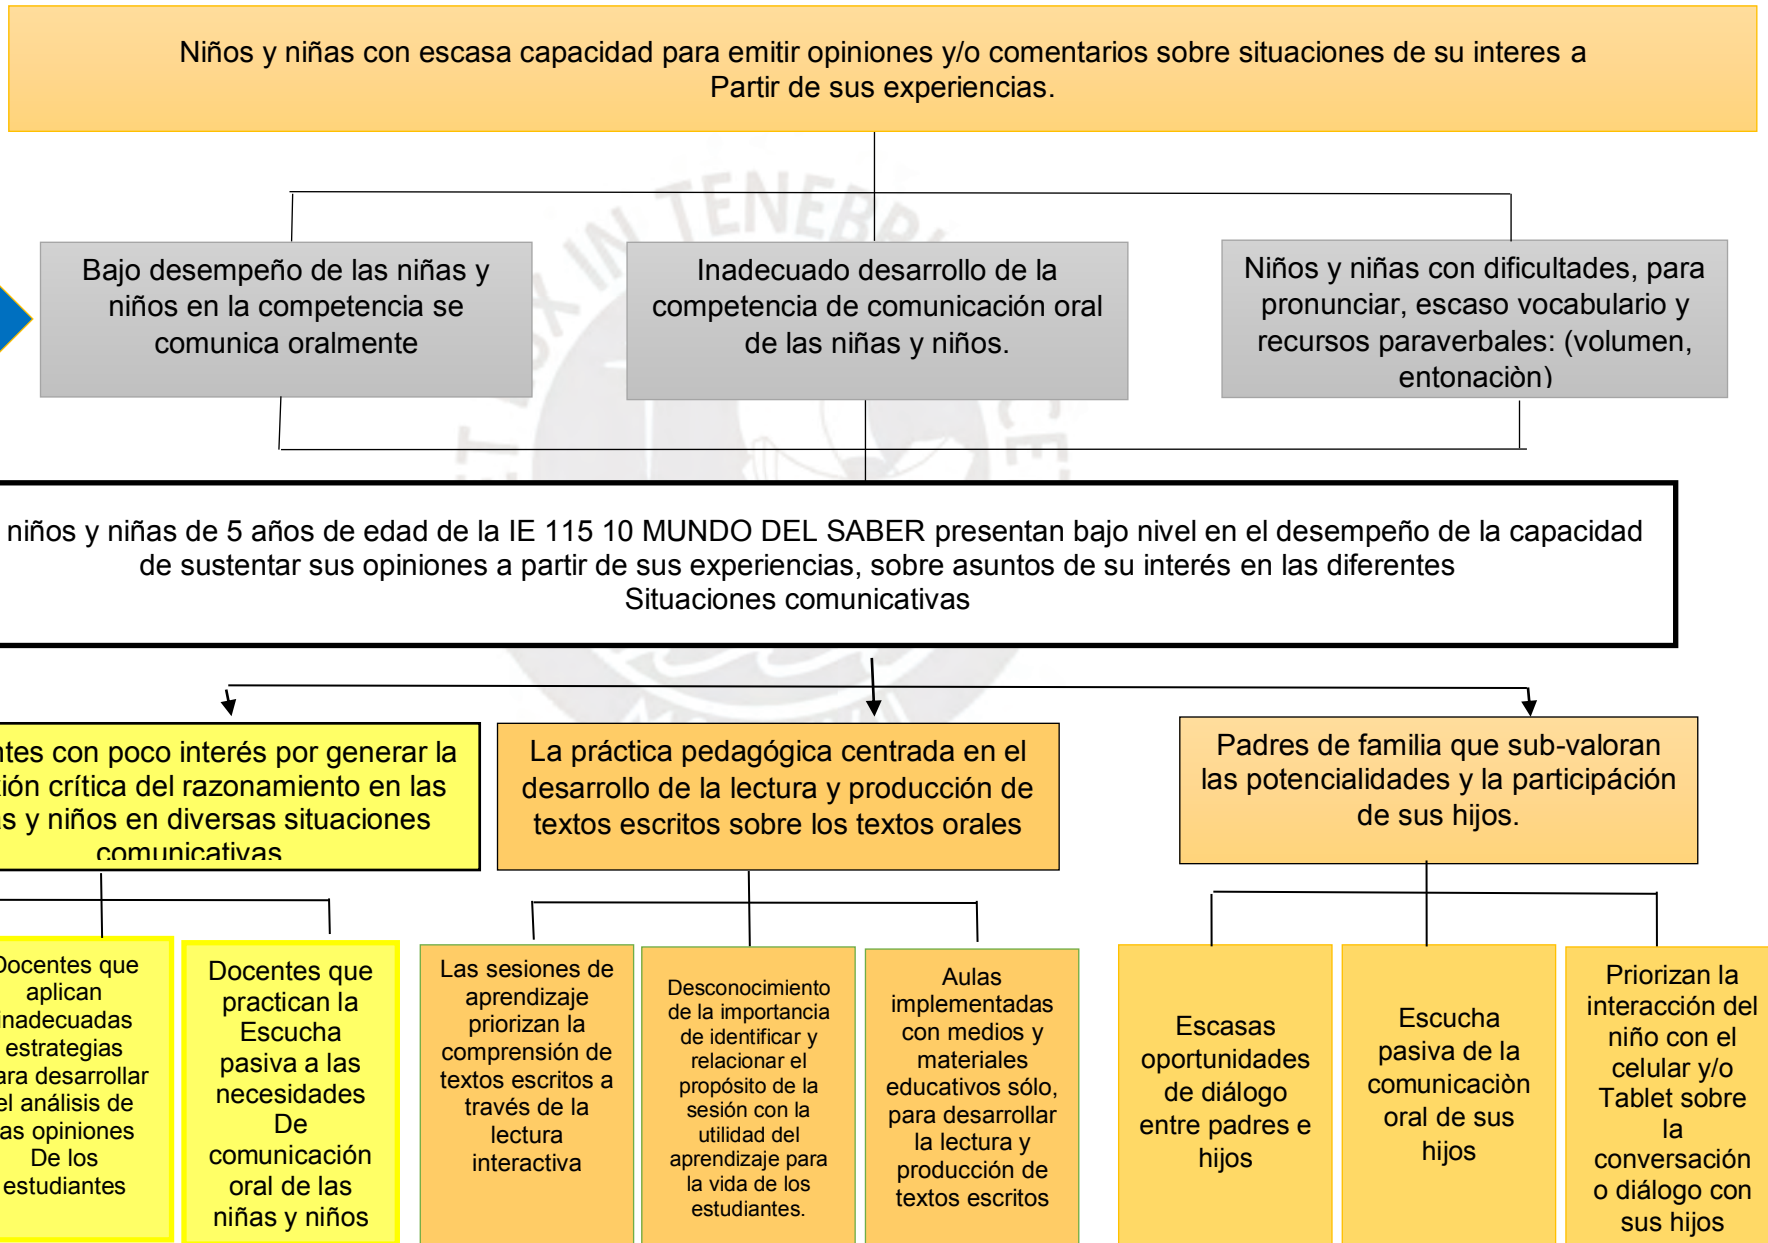 Niños y niñas con escasa capacidad para emitir opiniones y/o comentarios sobre situaciones de su interes a
Partir de sus experiencias.
Bajo desempeño de las niñas y
niños en la competencia se
comunica oralmente
Inadecuado desarrollo de la
competencia de comunicación oral
de las niñas y niños.
Niños y niñas con dificultades, para
pronunciar, escaso vocabulario y
recursos paraverbales: (volumen,
entonaciòn)
niños y niñas de 5 años de edad de la IE 115 10 MUNDO DEL SABER presentan bajo nivel en el desempeño de la capacidad
de sustentar sus opiniones a partir de sus experiencias, sobre asuntos de su interés en las diferentes
Situaciones comunicativas
con poco interés por generar la
crítica del razonamiento en las
y niños en diversas situaciones
comunicativas
La práctica pedagógica centrada en el
desarrollo de la lectura y producción de
textos escritos sobre los textos orales
Padres de familia que sub-valoran
las potencialidades y la participáción
de sus hijos.
Docentes que
aplican
inadecuadas
estrategias
para desarrollar
el análisis de
las opiniones
De los
estudiantes
Docentes que
practican la
Escucha
pasiva a las
necesidades
De
comunicación
oral de las
niñas y niños
Las sesiones de
aprendizaje
priorizan la
comprensión de
textos escritos a
través de la
lectura
interactiva
Desconocimiento
de la importancia
de identificar y
relacionar el
propósito de la
sesión con la
utilidad del
aprendizaje para
la vida de los
estudiantes.
Aulas
implementadas
con medios y
materiales
educativos sólo,
para desarrollar
la lectura y
producción de
textos escritos
Escasas
oportunidades
de diálogo
entre padres e
hijos
Escucha
pasiva de la
comunicaciòn
oral de sus
hijos
Priorizan la
interacción del
niño con el
celular y/o
Tablet sobre
la
conversación
o diálogo con
sus hijos